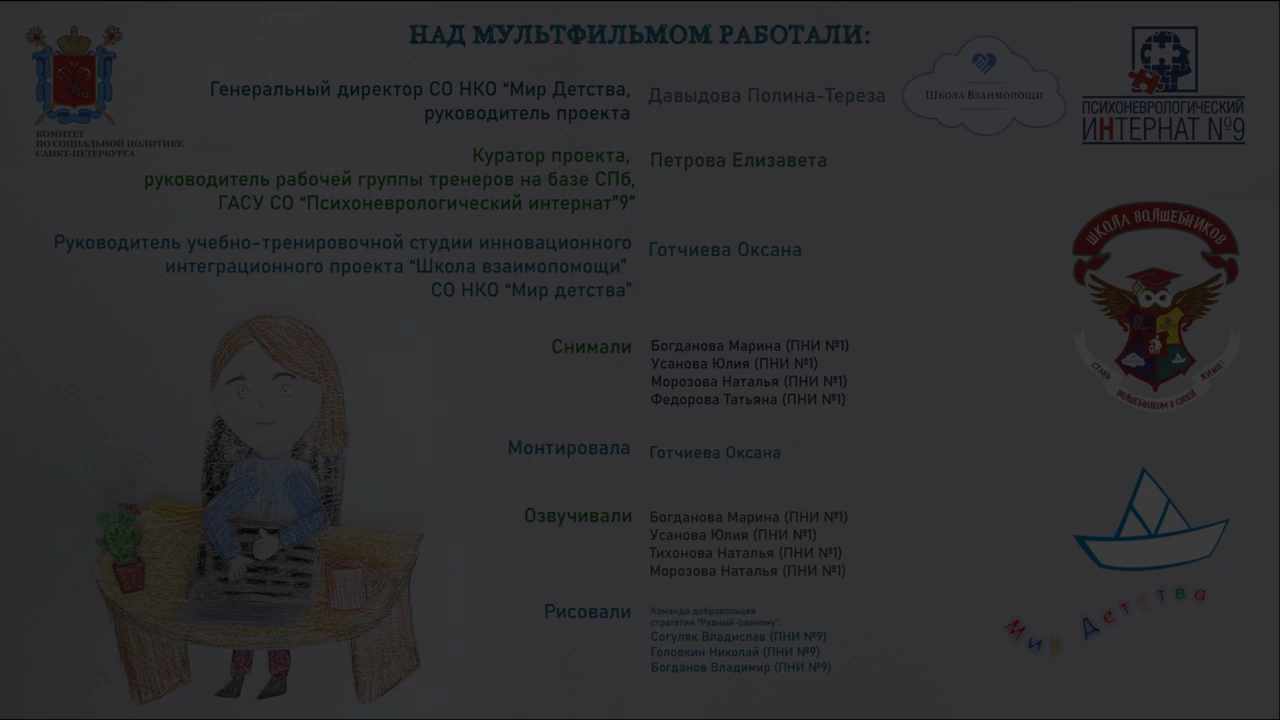 НАД МУЛЬТФИЛЬМОМ РАБОТАЛИ:
КОМИТЕТ
ПО СОЦИАЛЬНОЙ ПОЛИТИКЕ
САНКТ-ПЕТЕРБУРГА
Генеральный директор СО НКО “Мир Детства,
руководитель проекта
Давыдова Полина-Тереза
Школа Взаимопощи
ПСИХОНЕВРОЛОГИЧЕСКИЙ
ИНТЕРНАТ №9
Куратор проекта,
руководитель рабочей группы тренеров на базе СПб,
ГАСУ СО “Психоневрологический интернат”9”
Петрова Елизавета
Руководитель учебно-тренировочной студии инновационного
интеграционного проекта “Школа взаимопомощи”
СО НКО “Мир детства”
Готчиева Оксана
ШКОЛА ВОЛШЕБНИКОВ
СТАНЬ ВОЛШЕБНИКОМ В СВОЕЙ ЖИЗНИ!
Снимали
Богданова Марина (ПНИ №1)
Усанова Юлия (ПНИ №1)
Морозова Наталья (ПНИ №1)
Федорова Татьяна (ПНИ №1)
Монтировала
Готчиева Оксана
Озвучивали
Богданова Марина (ПНИ №1)
Усанова Юлия (ПНИ №1)
Тихонова Наталья (ПНИ №1)
Морозова Наталья (ПНИ №1)
Рисовали
Команда добровольцев
стратегии “Равный-равному”:
Согуляк Владислав (ПНИ №9)
Головкин Николай (ПНИ №9)
Богданов Владимир (ПНИ №9)
Мир Детства